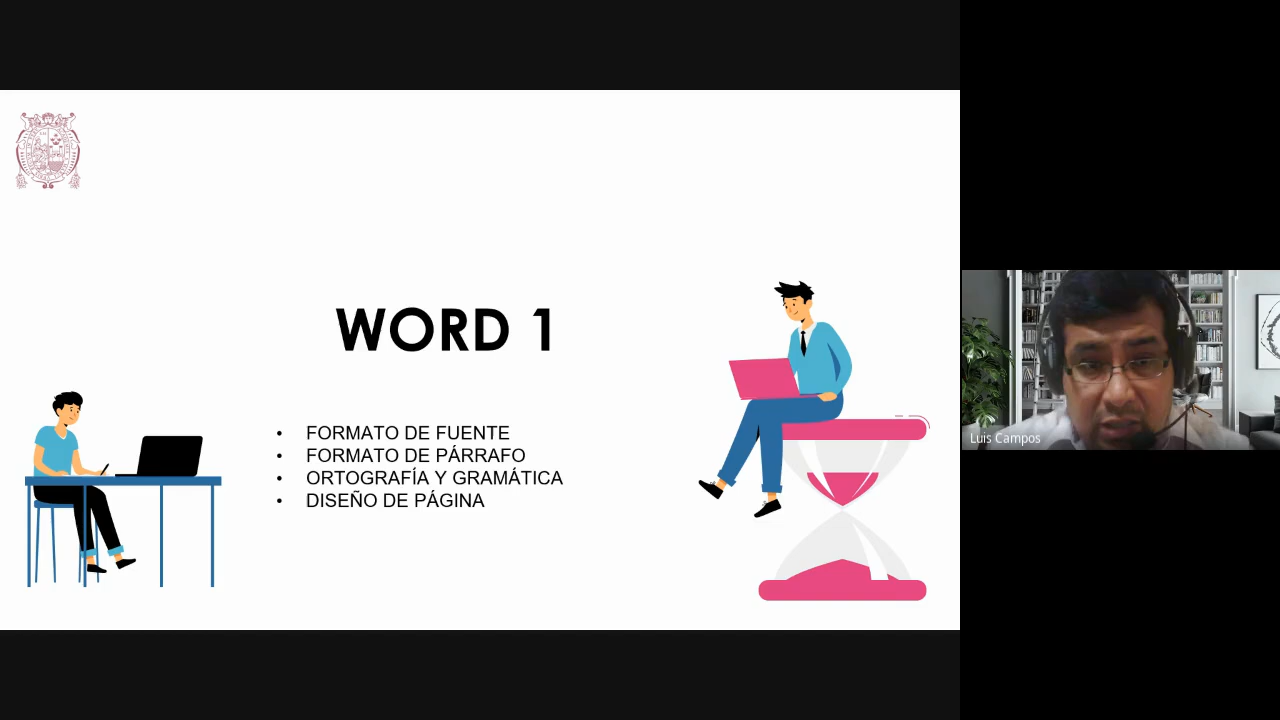 WORD 1
• FORMATO DE FUENTE
• FORMATO DE PÁRRAFO
• ORTOGRAFÍA Y GRAMÁTICA
• DISEÑO DE PÁGINA
Luis Campos